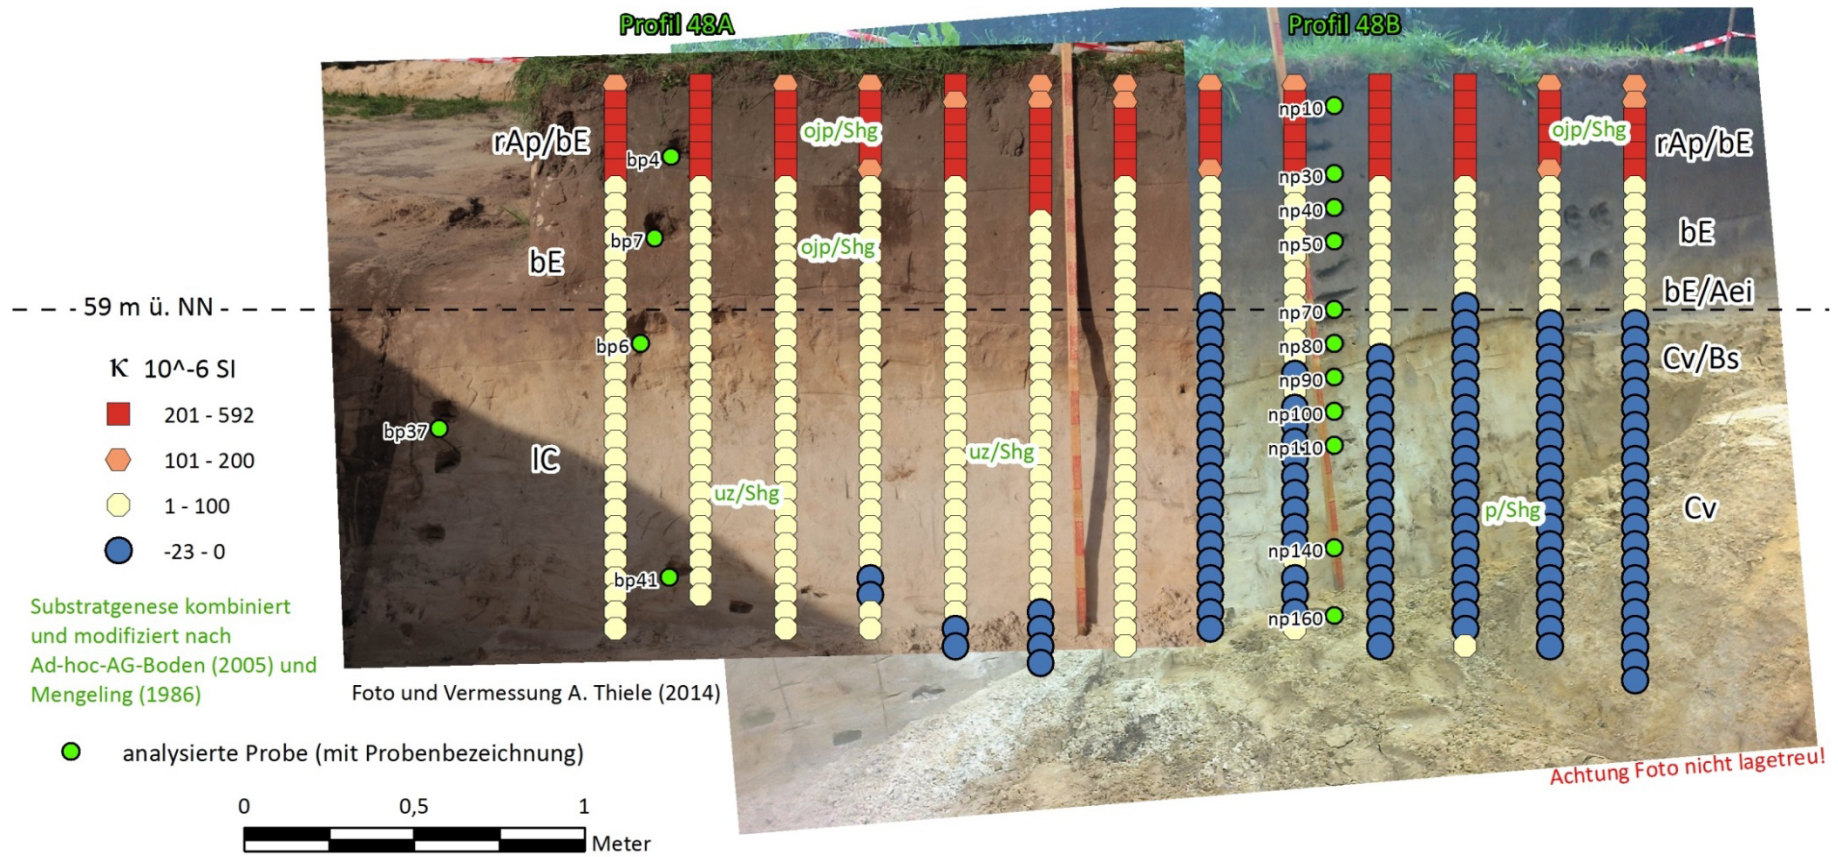 Profil 48A
Profil 48B
rAp/bE
ojp/Shg
np10
ojp/Shg
rAp/bE
bp4
np30
np40
bp7
ojp/Shg
np50
bE
bE
bE/Aei
59 m ü. NN
np70
bp6
np80
Cv/Bs
κ 10^-6 SI
np90
201 - 592
np100
bp37
np110
101 - 200
lC
uz/Shg
uz/Shg
1 - 100
p/Shg
Cv
-23 - 0
np140
bp41
np160
Substratgenese kombiniert
und modifiziert nach
Ad-hoc-AG-Boden (2005) und
Mengeling (1986)
Foto und Vermessung A. Thiele (2014)
analysierte Probe (mit Probenbezeichnung)
Achtung Foto nicht lagetreu!
0 0,5 1
Meter